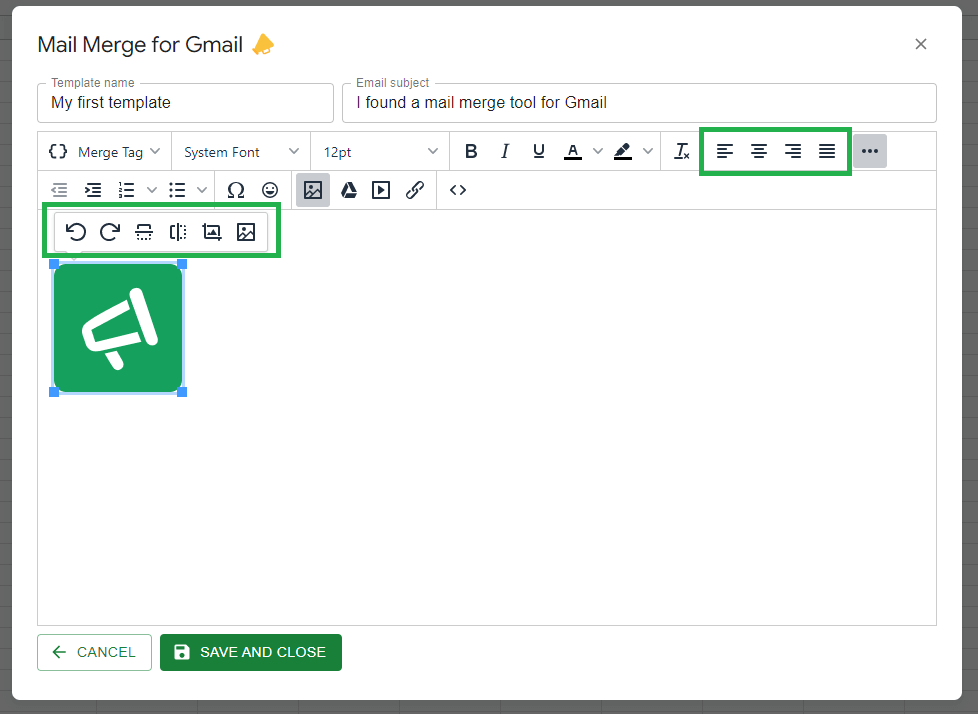 Mail Merge for Gmail
Template name
Email subject
My first template
I found a mail merge tool for Gmail
Merge Tag
System Font
12pt
B I U A
CANCEL
SAVE AND CLOSE